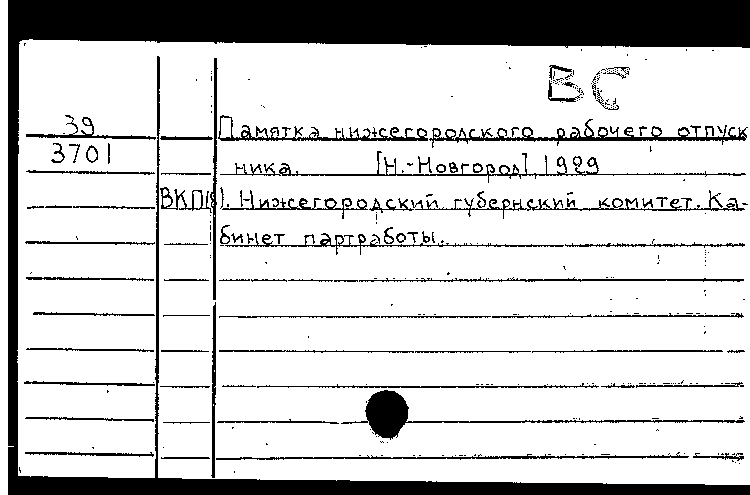 ВС
39 Памятка нижегородского рабочего отпуск
3701 ника. [Н.-Новгород], 1929
ВКП(б). Нижегородский губернский комитет. Ка-
бинет партработы.